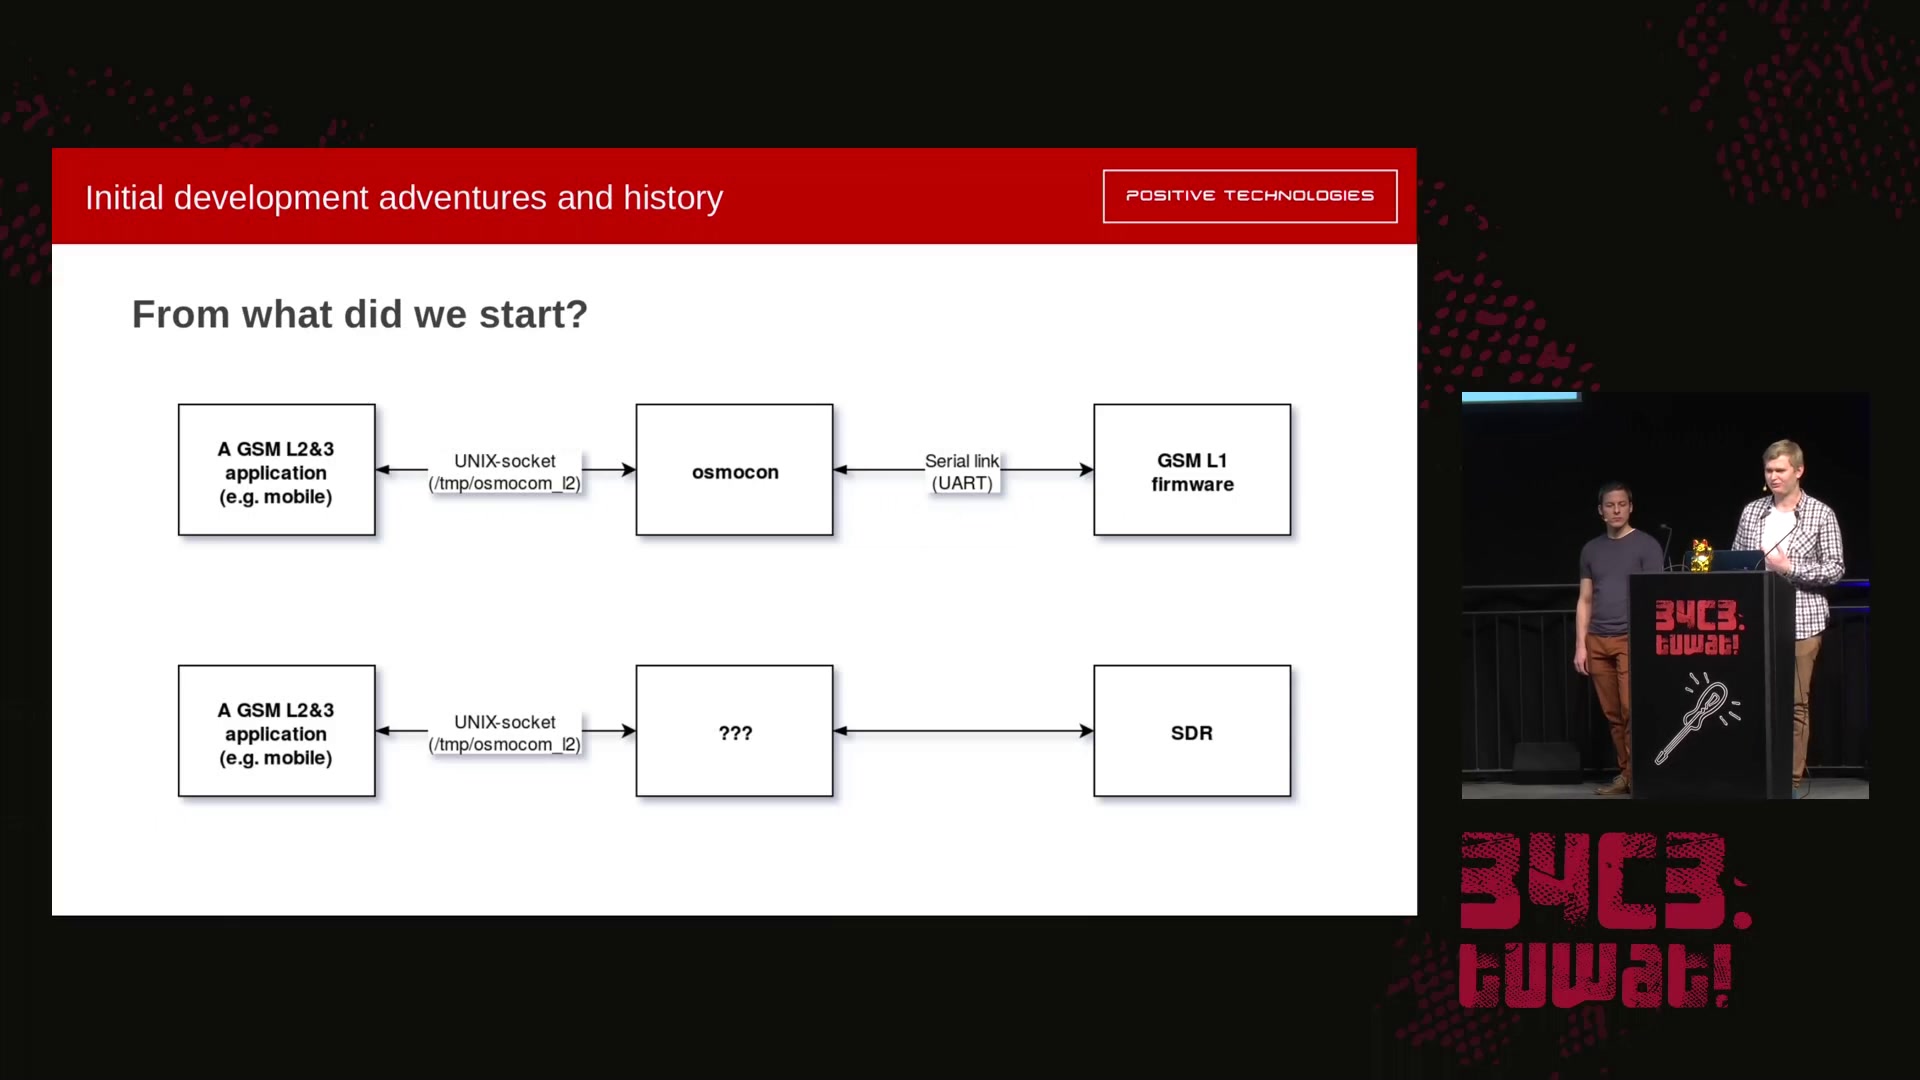 Initial development adventures and history
POSITIVE TECHNOLOGIES
From what did we start?
A GSM L2&3
application
(e.g. mobile)
UNIX-socket
(/tmp/osmocom_l2)
osmocon
Serial link
(UART)
GSM L1
firmware
A GSM L2&3
application
(e.g. mobile)
UNIX-socket
(/tmp/osmocom_l2)
???
SDR
34C3.
tuwat!
34C3.
tuwat!